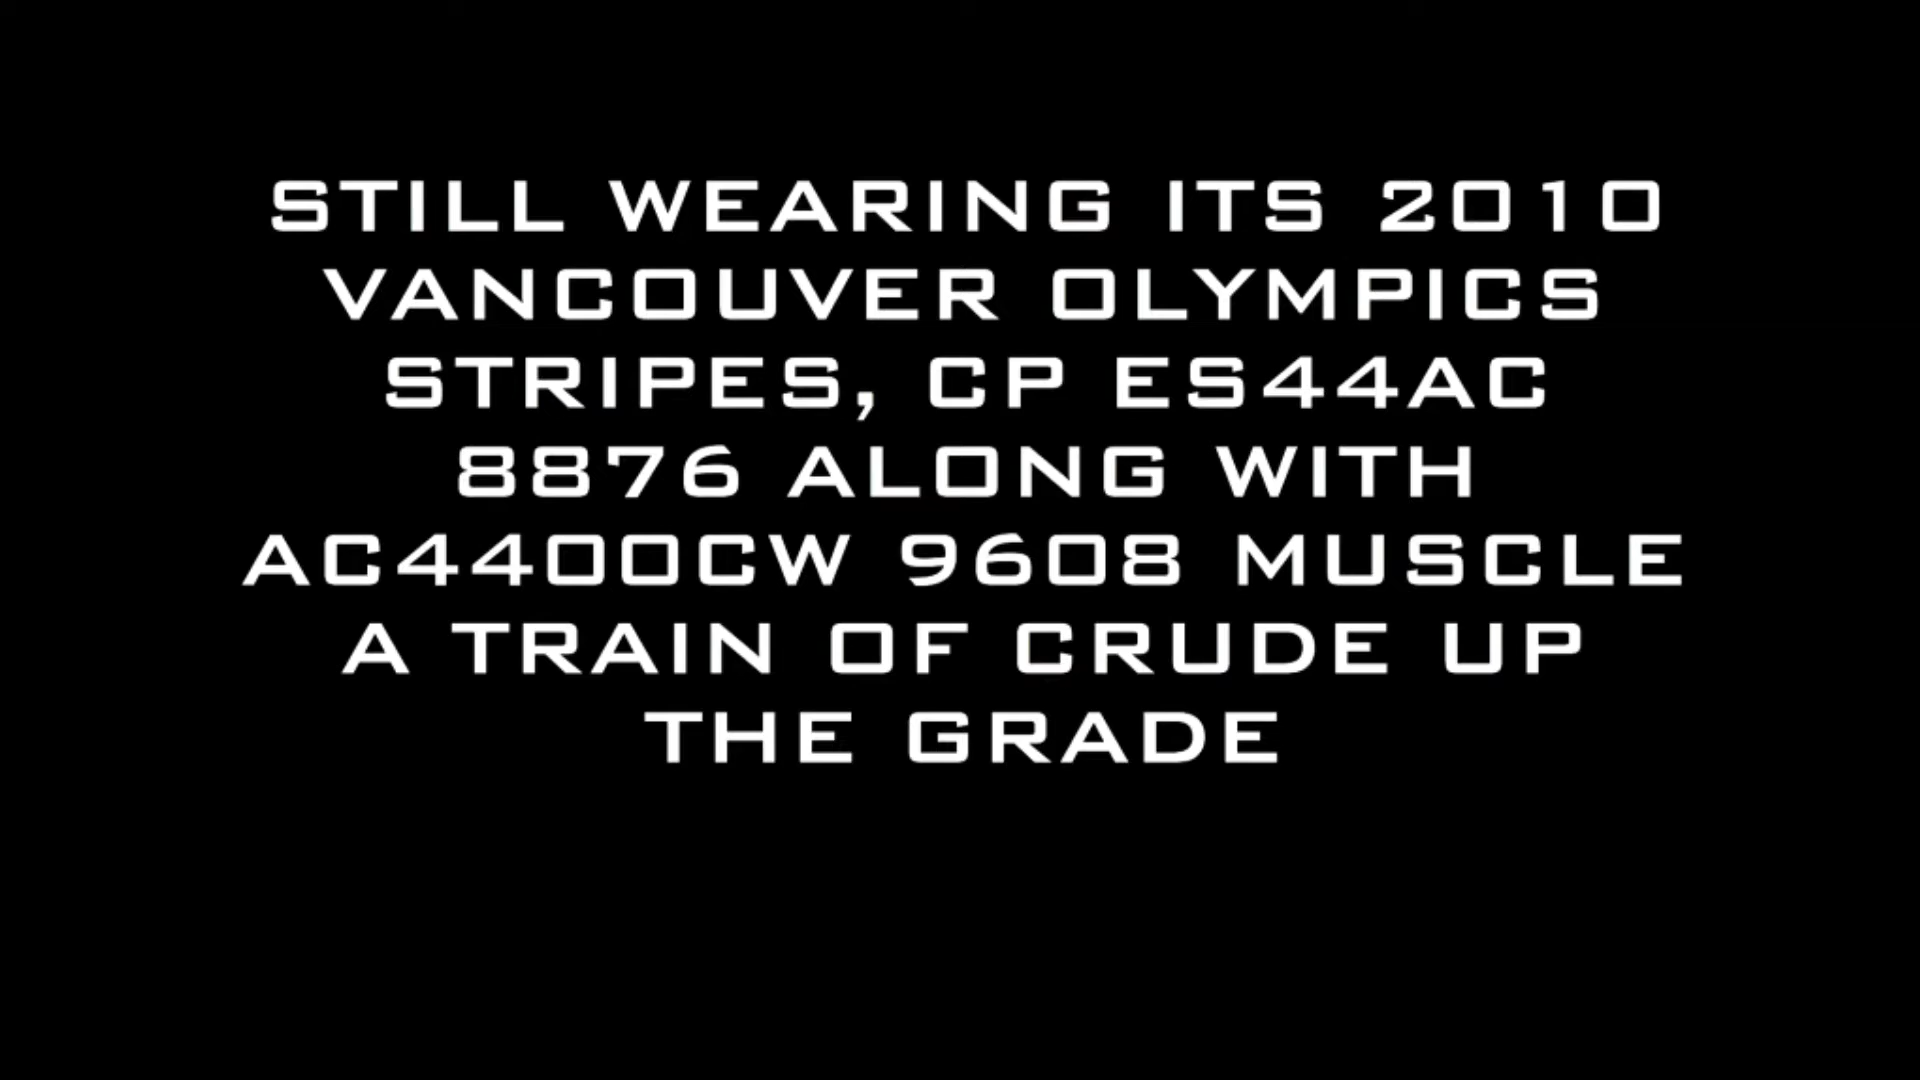 STILL WEARING ITS 2010
VANCOUVER OLYMPICS
STRIPES, CP ES44AC
8876 ALONG WITH
AC4400CW 9608 MUSCLE
A TRAIN OF CRUDE UP
THE GRADE